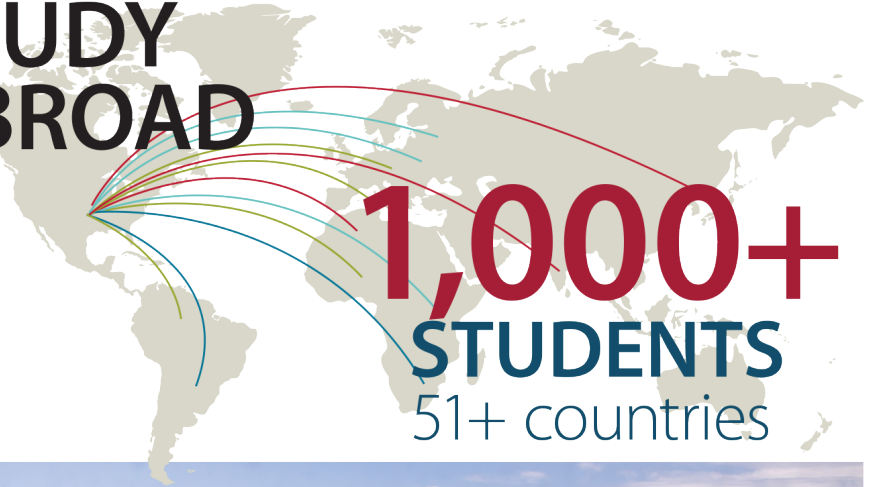 UDY
BROAD
1,000+
STUDENTS
51+ countries